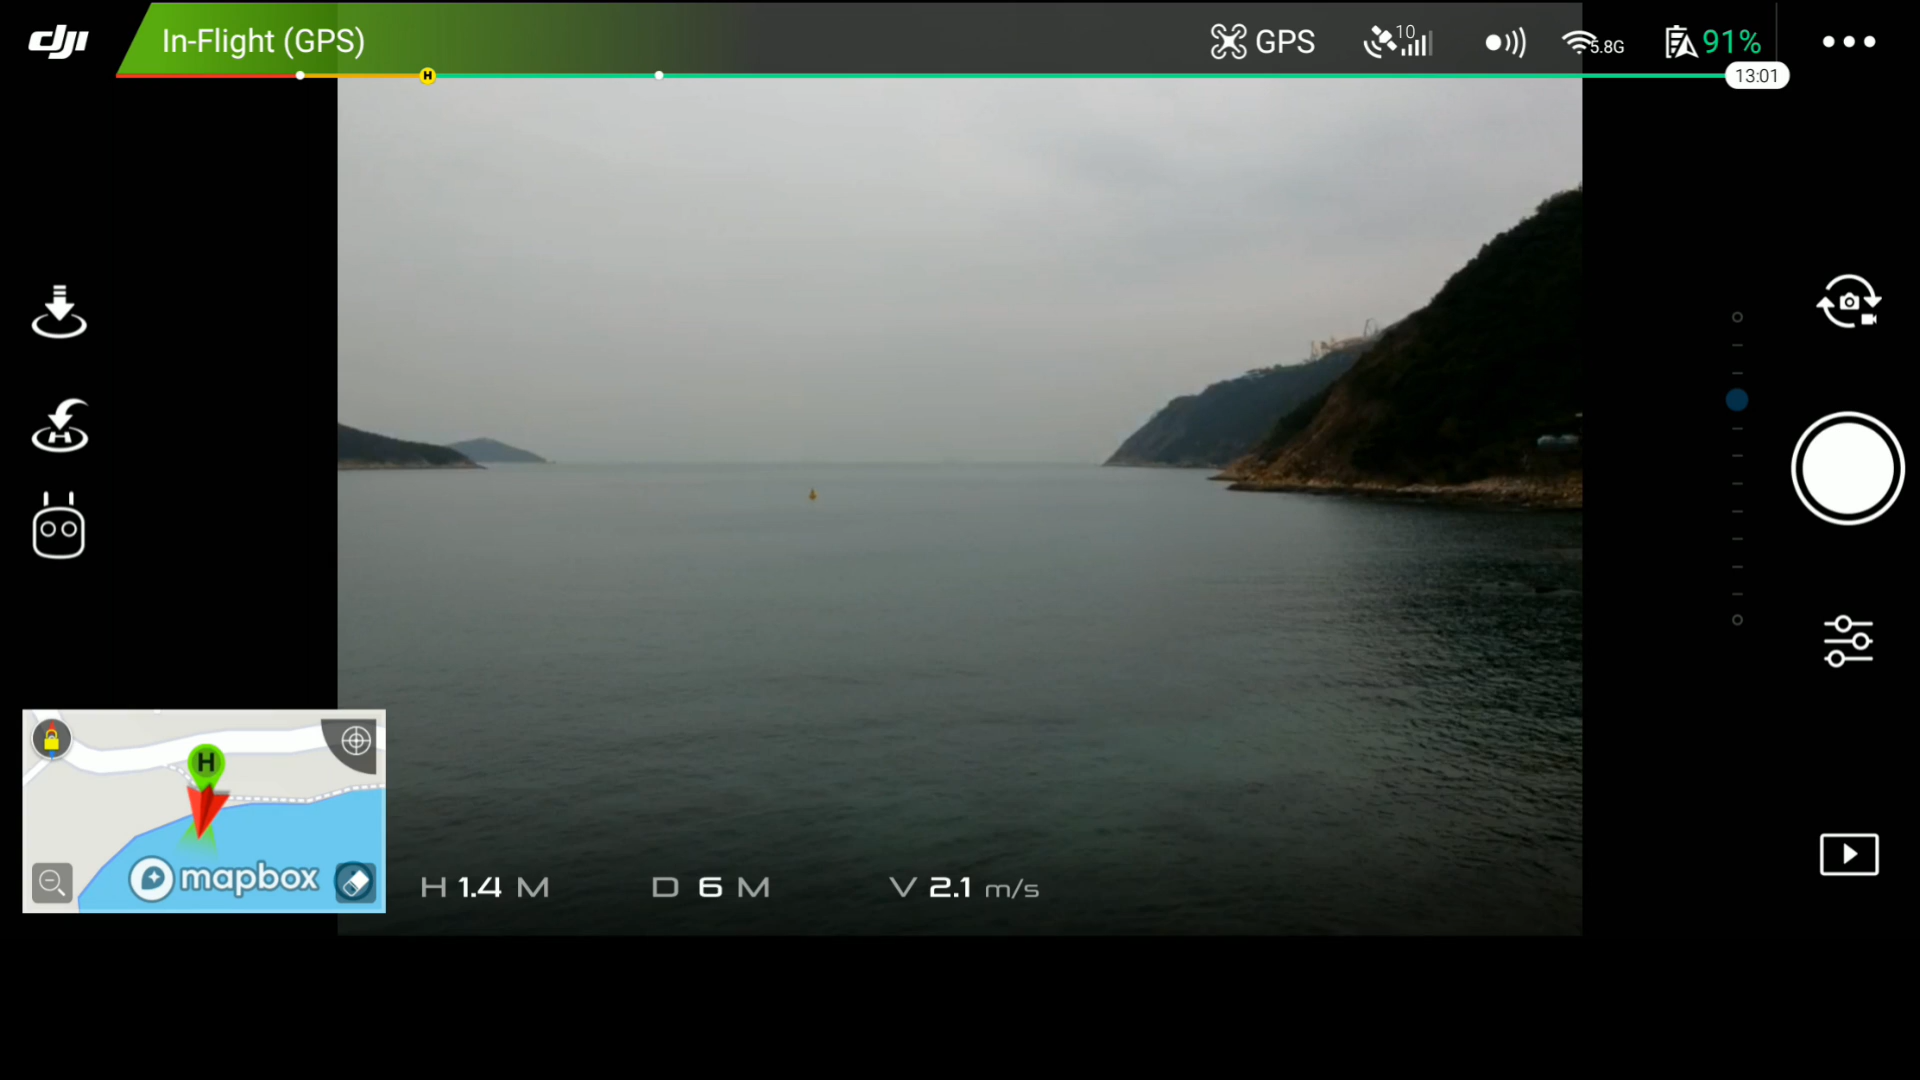 dji In-Flight (GPS) GPS 10 5.8G 91%
H 13:01
H
mapbox
H 1.4 M D 6 M V 2.1 m/s